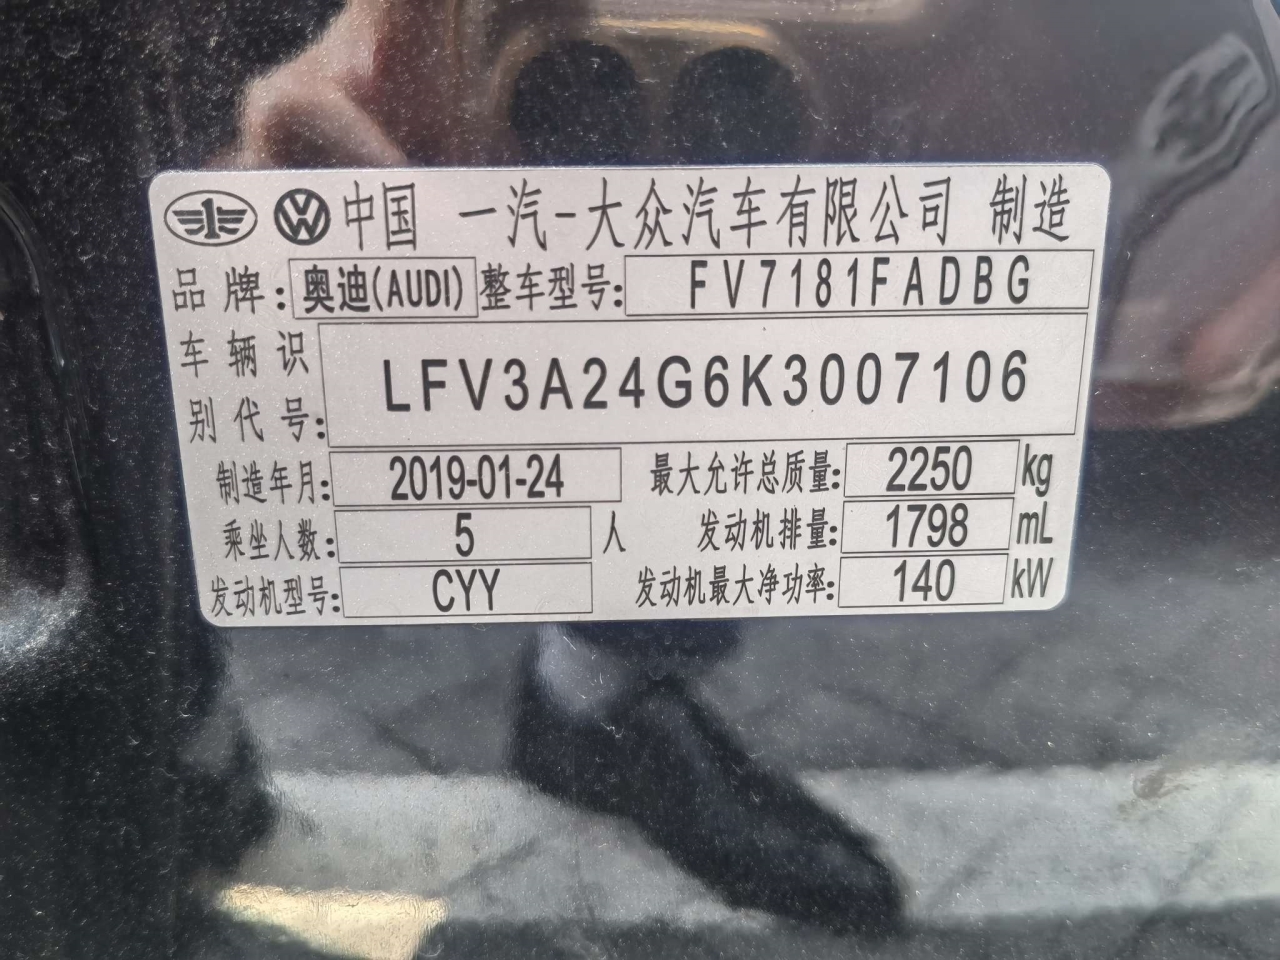 中国 一汽-大众汽车有限公司 制造
品牌: 奥迪(AUDI) 整车型号: FV7181FADBG
车辆识别代号: LFV3A24G6K3007106
制造年月: 2019-01-24 最大允许总质量: 2250 kg
乘坐人数: 5 人 发动机排量: 1798 mL
发动机型号: CYY 发动机最大净功率: 140 kW